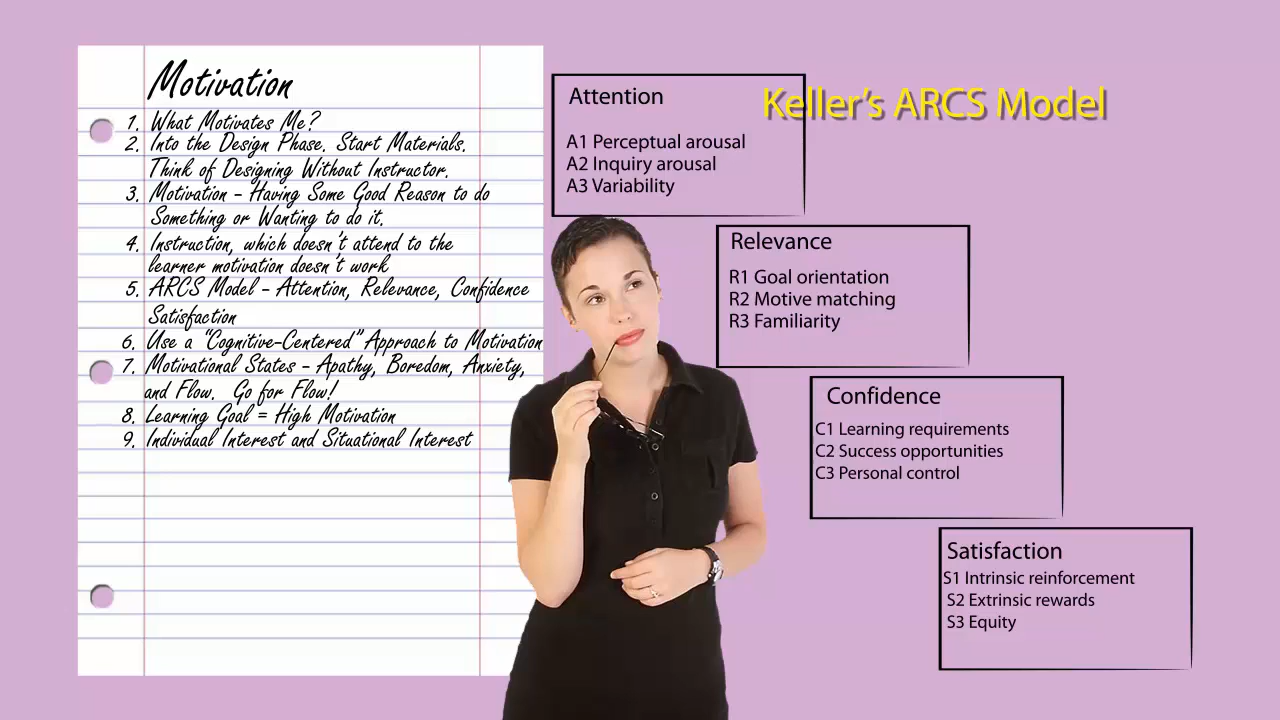 Motivation
1. What Motivates Me?
2. Into the Design Phase. Start Materials.
Think of Designing Without Instructor.
3. Motivation - Having Some Good Reason to do
Something or Wanting to do it.
4. Instruction, which doesn't attend to the
learner motivation doesn't work
5. ARCS Model - Attention, Relevance, Confidence
Satisfaction
6. Use a "Cognitive-Centered" Approach to Motivation
7. Motivational States - Apathy, Boredom, Anxiety,
and Flow. Go for Flow!
8. Learning Goal = High Motivation
9. Individual Interest and Situational Interest
Keller's ARCS Model
Attention
A1 Perceptual arousal
A2 Inquiry arousal
A3 Variability
Relevance
R1 Goal orientation
R2 Motive matching
R3 Familiarity
Confidence
C1 Learning requirements
C2 Success opportunities
C3 Personal control
Satisfaction
S1 Intrinsic reinforcement
S2 Extrinsic rewards
S3 Equity